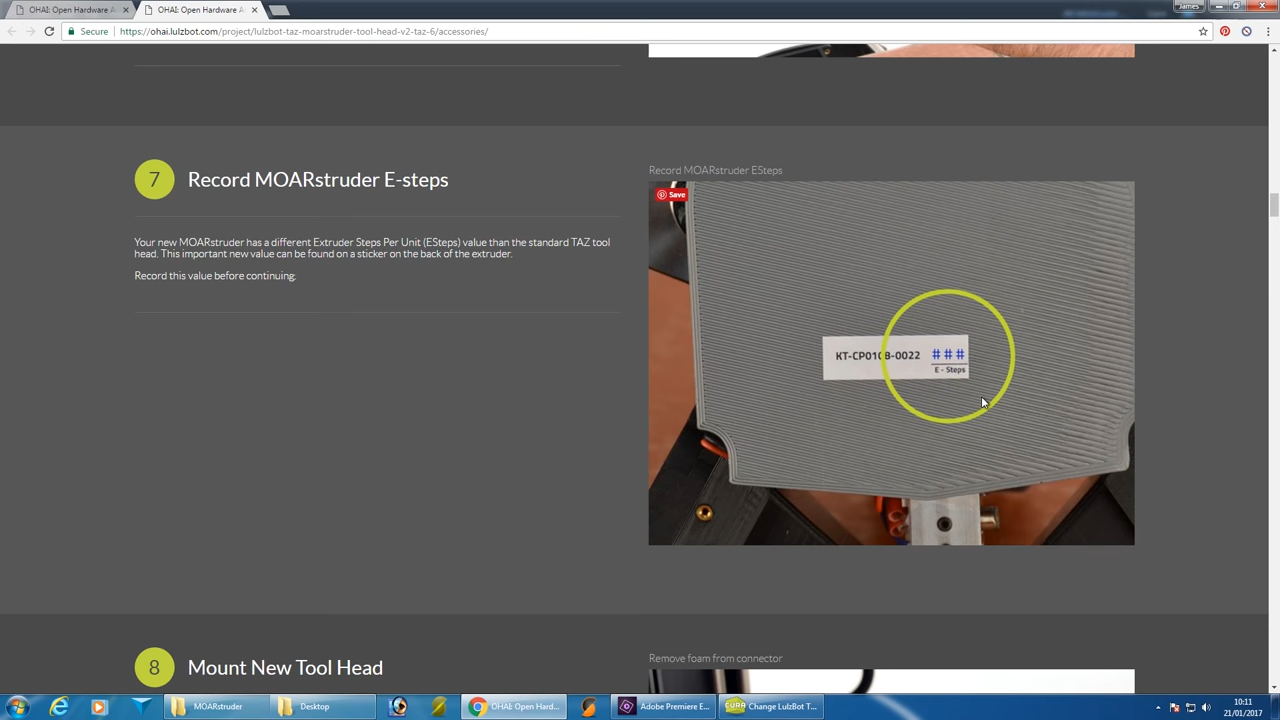 OHAI: Open Hardware A
OHAI: Open Hardware A
James
Secure
https://ohai.lulzbot.com/project/lulzbot-taz-moarstruder-tool-head-v2-taz-6/accessories/
7
Record MOARstruder E-steps
Your new MOARstruder has a different Extruder Steps Per Unit (ESteps) value than the standard TAZ tool
head. This important new value can be found on a sticker on the back of the extruder.
Record this value before continuing.
Record MOARstruder ESteps
Save
KT-CP0108-0022 ###
E - Steps
8
Mount New Tool Head
Remove foam from connector
MOARstruder
Desktop
OHAI: Open Hard...
Adobe Premiere E...
CURA
Change LulzBot T...
10:11
21/01/2017